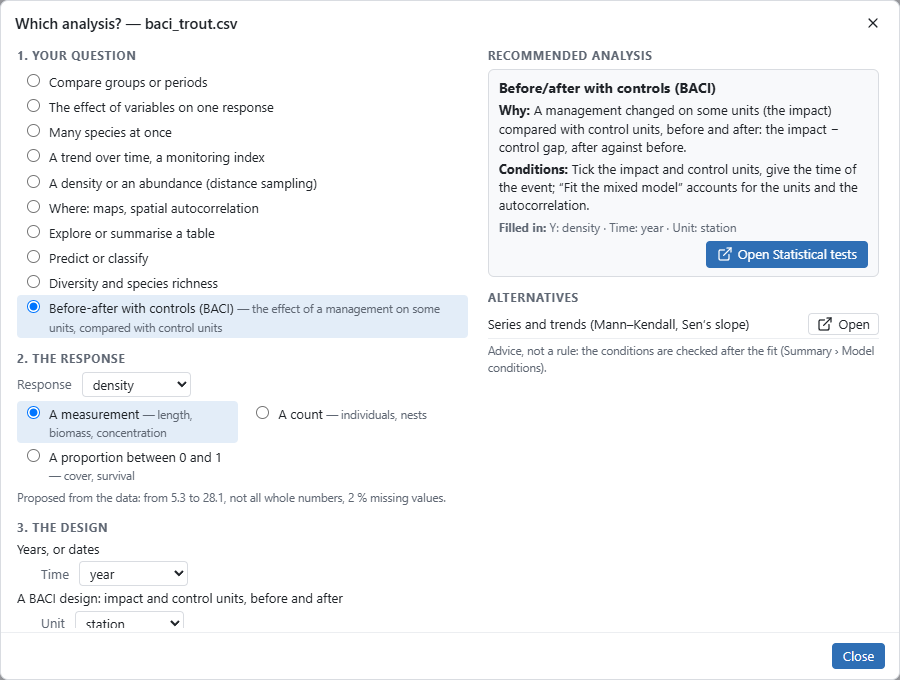 Which analysis? — baci_trout.csv
1. YOUR QUESTION
Compare groups or periods
The effect of variables on one response
Many species at once
A trend over time, a monitoring index
A density or an abundance (distance sampling)
Where: maps, spatial autocorrelation
Explore or summarise a table
Predict or classify
Diversity and species richness
Before-after with controls (BACI) — the effect of a management on some
units, compared with control units
2. THE RESPONSE
Response density
A measurement — length,
biomass, concentration
A count — individuals, nests
A proportion between 0 and 1
— cover, survival
Proposed from the data: from 5.3 to 28.1, not all whole numbers, 2 % missing values.
3. THE DESIGN
Years, or dates
Time year
A BACI design: impact and control units, before and after
Unit station
RECOMMENDED ANALYSIS
Before/after with controls (BACI)
Why: A management changed on some units (the impact)
compared with control units, before and after: the impact −
control gap, after against before.
Conditions: Tick the impact and control units, give the time of
the event; “Fit the mixed model” accounts for the units and the
autocorrelation.
Filled in: Y: density · Time: year · Unit: station
Open Statistical tests
ALTERNATIVES
Series and trends (Mann–Kendall, Sen’s slope) Open
Advice, not a rule: the conditions are checked after the fit (Summary › Model
conditions).
Close